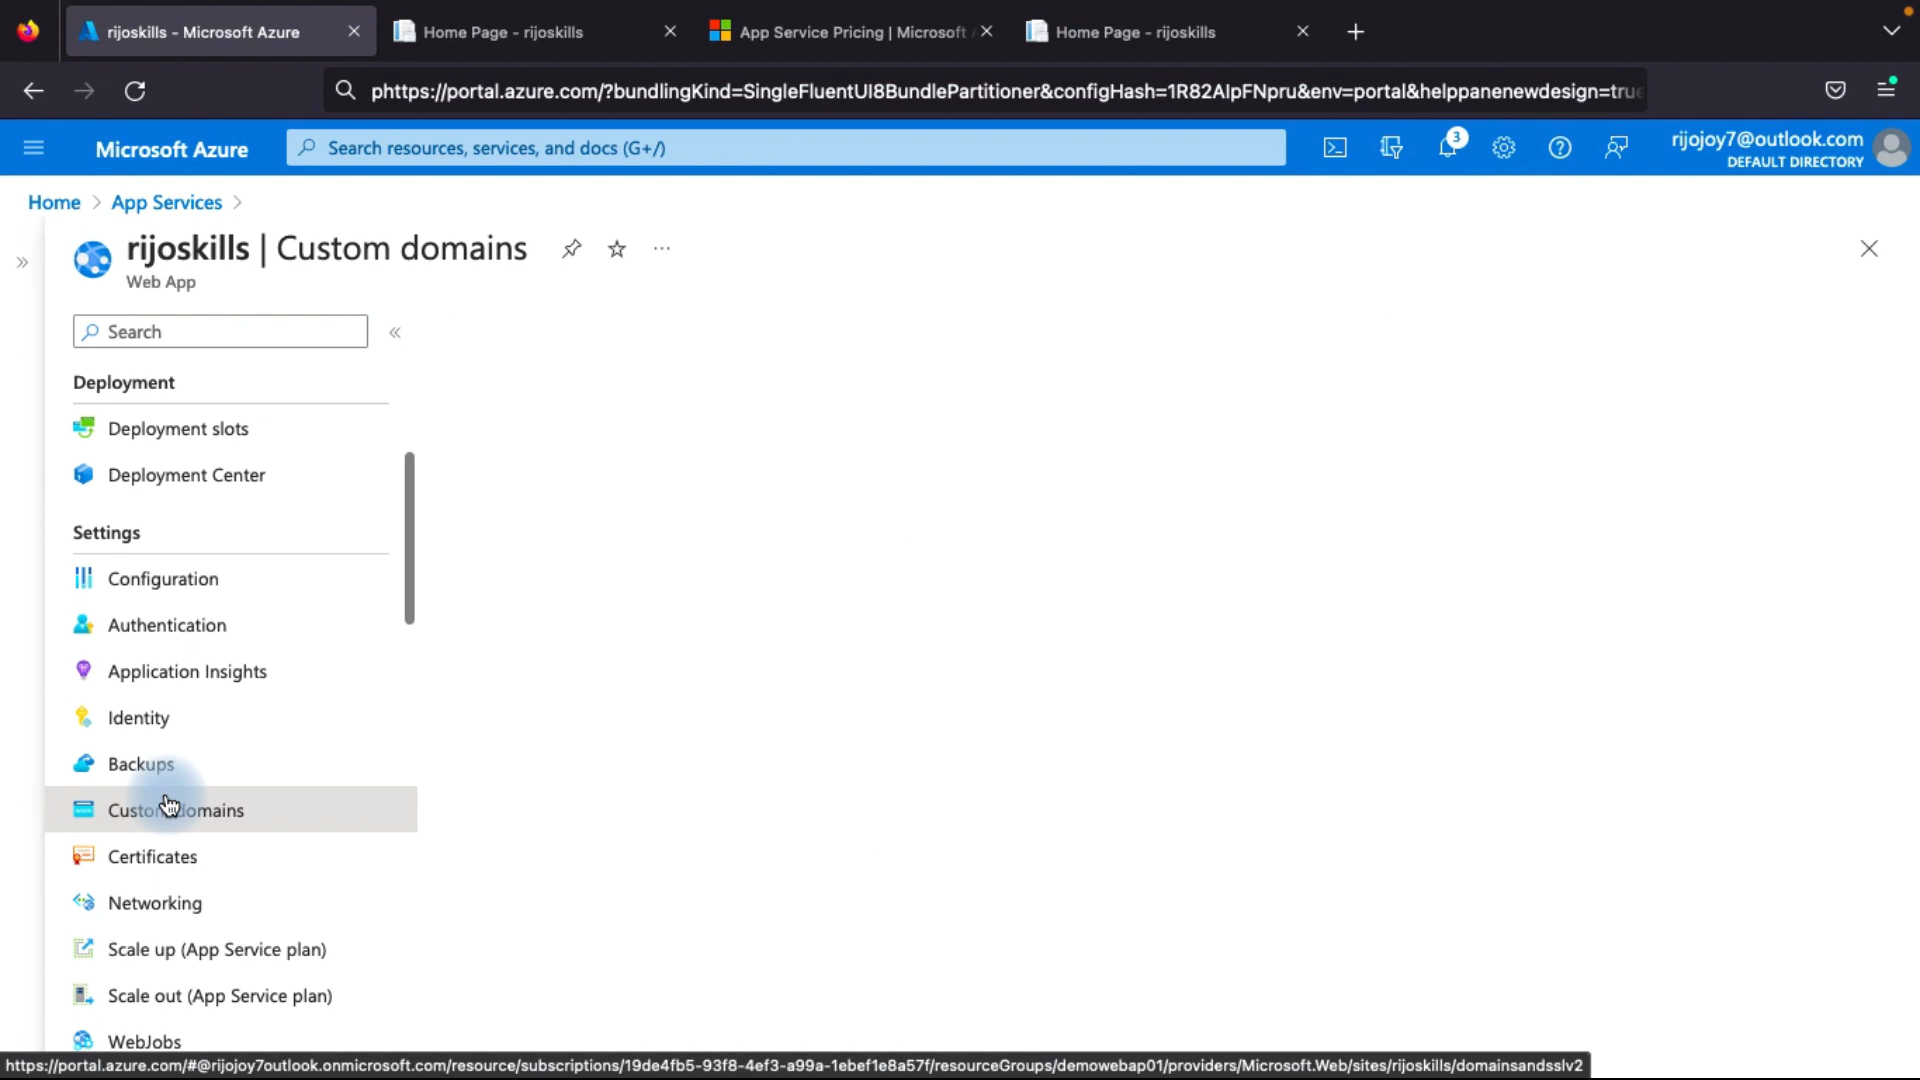 rijoskills - Microsoft Azure
Home Page - rijoskills
App Service Pricing | Microsoft A
Home Page - rijoskills
phttps://portal.azure.com/?bundlingKind=SingleFluentUI8BundlePartitioner&configHash=1R82AIpFNpru&env=portal&helppanenewdesign=true
Microsoft Azure
Search resources, services, and docs (G+/)
3
rijojoy7@outlook.com
DEFAULT DIRECTORY
Home > App Services >
rijoskills | Custom domains
Web App
Search
Deployment
Deployment slots
Deployment Center
Settings
Configuration
Authentication
Application Insights
Identity
Backups
Custom domains
Certificates
Networking
Scale up (App Service plan)
Scale out (App Service plan)
WebJobs
https://portal.azure.com/#@rijojoy7outlook.onmicrosoft.com/resource/subscriptions/19de4fb5-93f8-4ef3-a99a-1ebef1e8a57f/resourceGroups/demowebap01/providers/Microsoft.Web/sites/rijoskills/domainsandsslv2